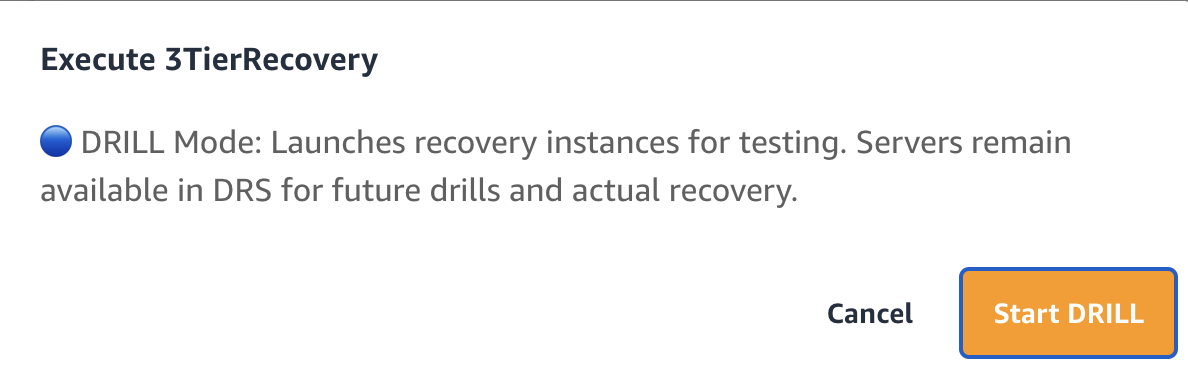 Execute 3TierRecovery
🔵 DRILL Mode: Launches recovery instances for testing. Servers remain
available in DRS for future drills and actual recovery.
Cancel
Start DRILL